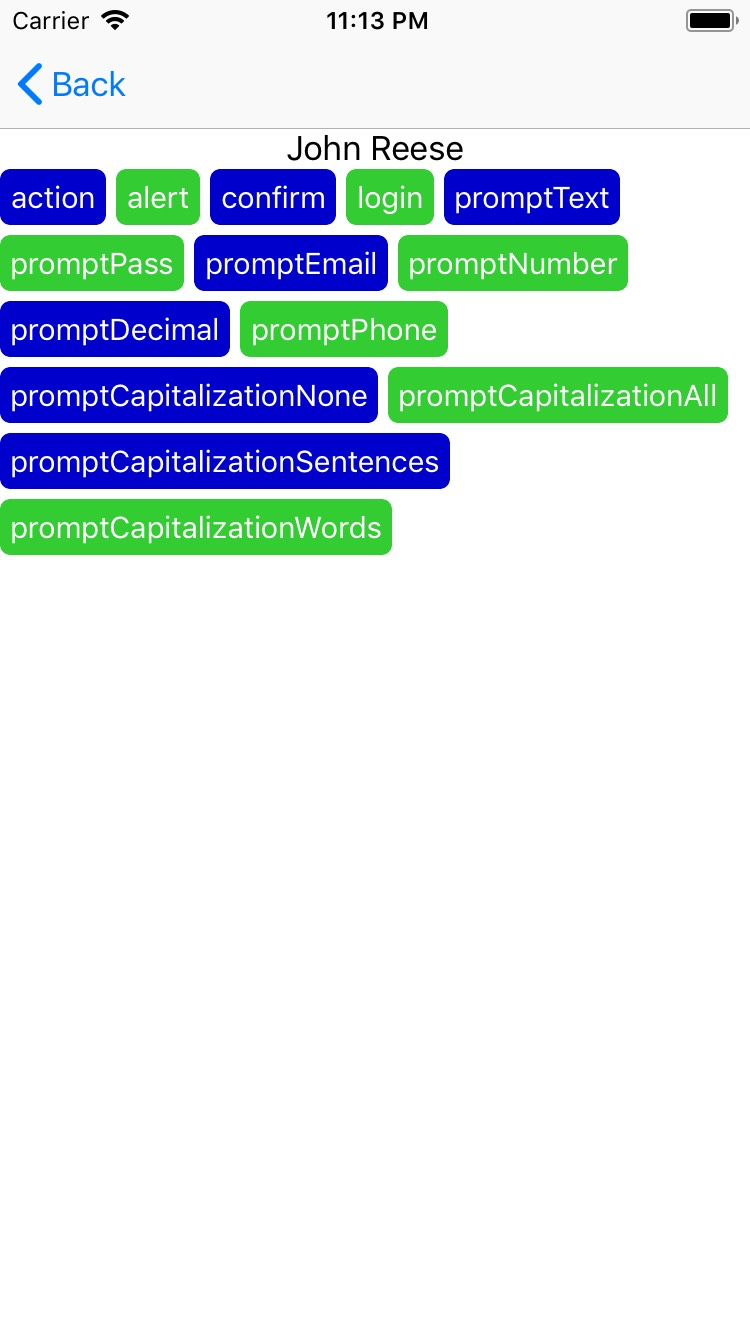 Carrier 11:13 PM
Back
John Reese
action alert confirm login promptText
promptPass promptEmail promptNumber
promptDecimal promptPhone
promptCapitalizationNone promptCapitalizationAll
promptCapitalizationSentences
promptCapitalizationWords